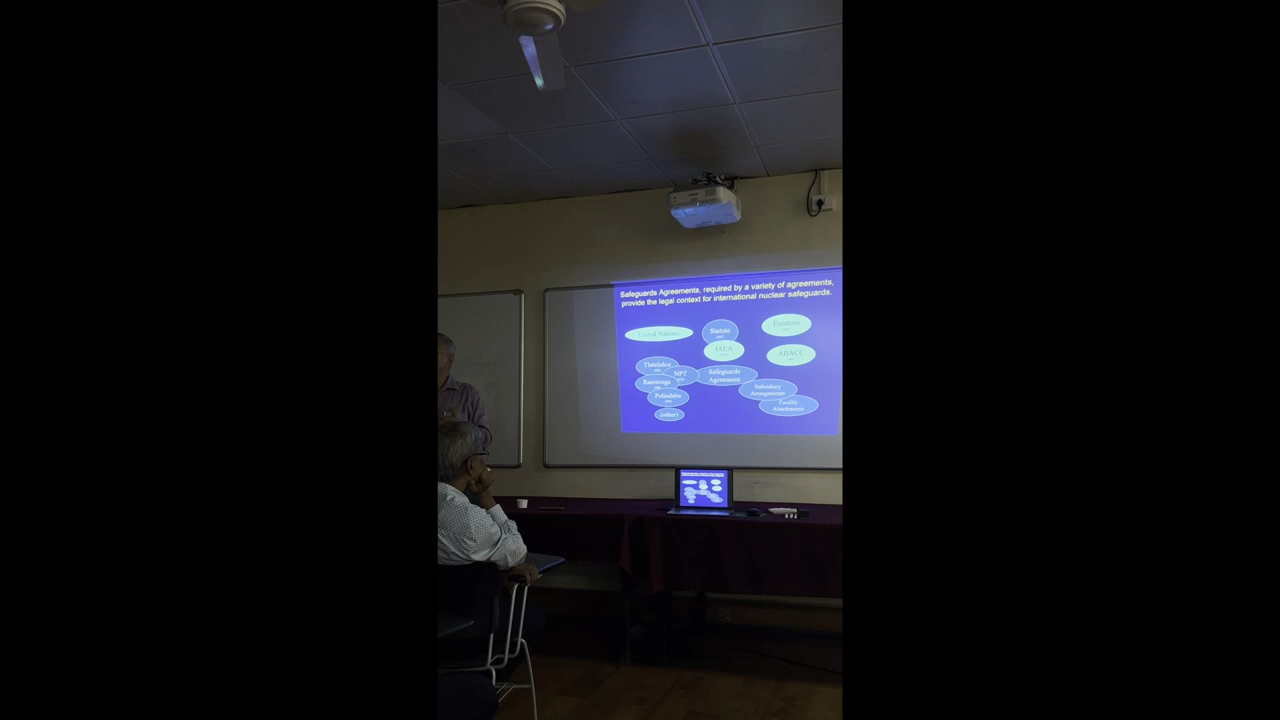 Safeguards Agreements, required by a variety of agreements,
provide the legal context for international nuclear safeguards.
United Nations
Statute
Euratom
IAEA
ABACC
Tlatelolco
NPT
Safeguards
Agreement
Rarotonga
Subsidiary
Arrangements
Pelindaba
Facility
Attachments
(other)